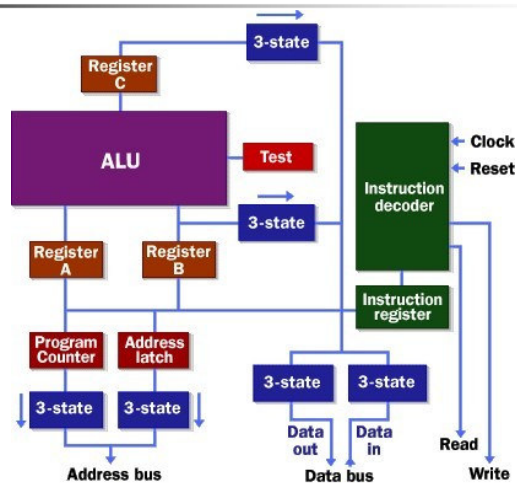 3-state
Register
C
ALU
Test
Instruction
decoder
Clock
Reset
3-state
Register
A
Register
B
Instruction
register
Program
Counter
Address
latch
3-state
3-state
3-state
3-state
Data
out
Data
in
Address bus
Data bus
Read
Write